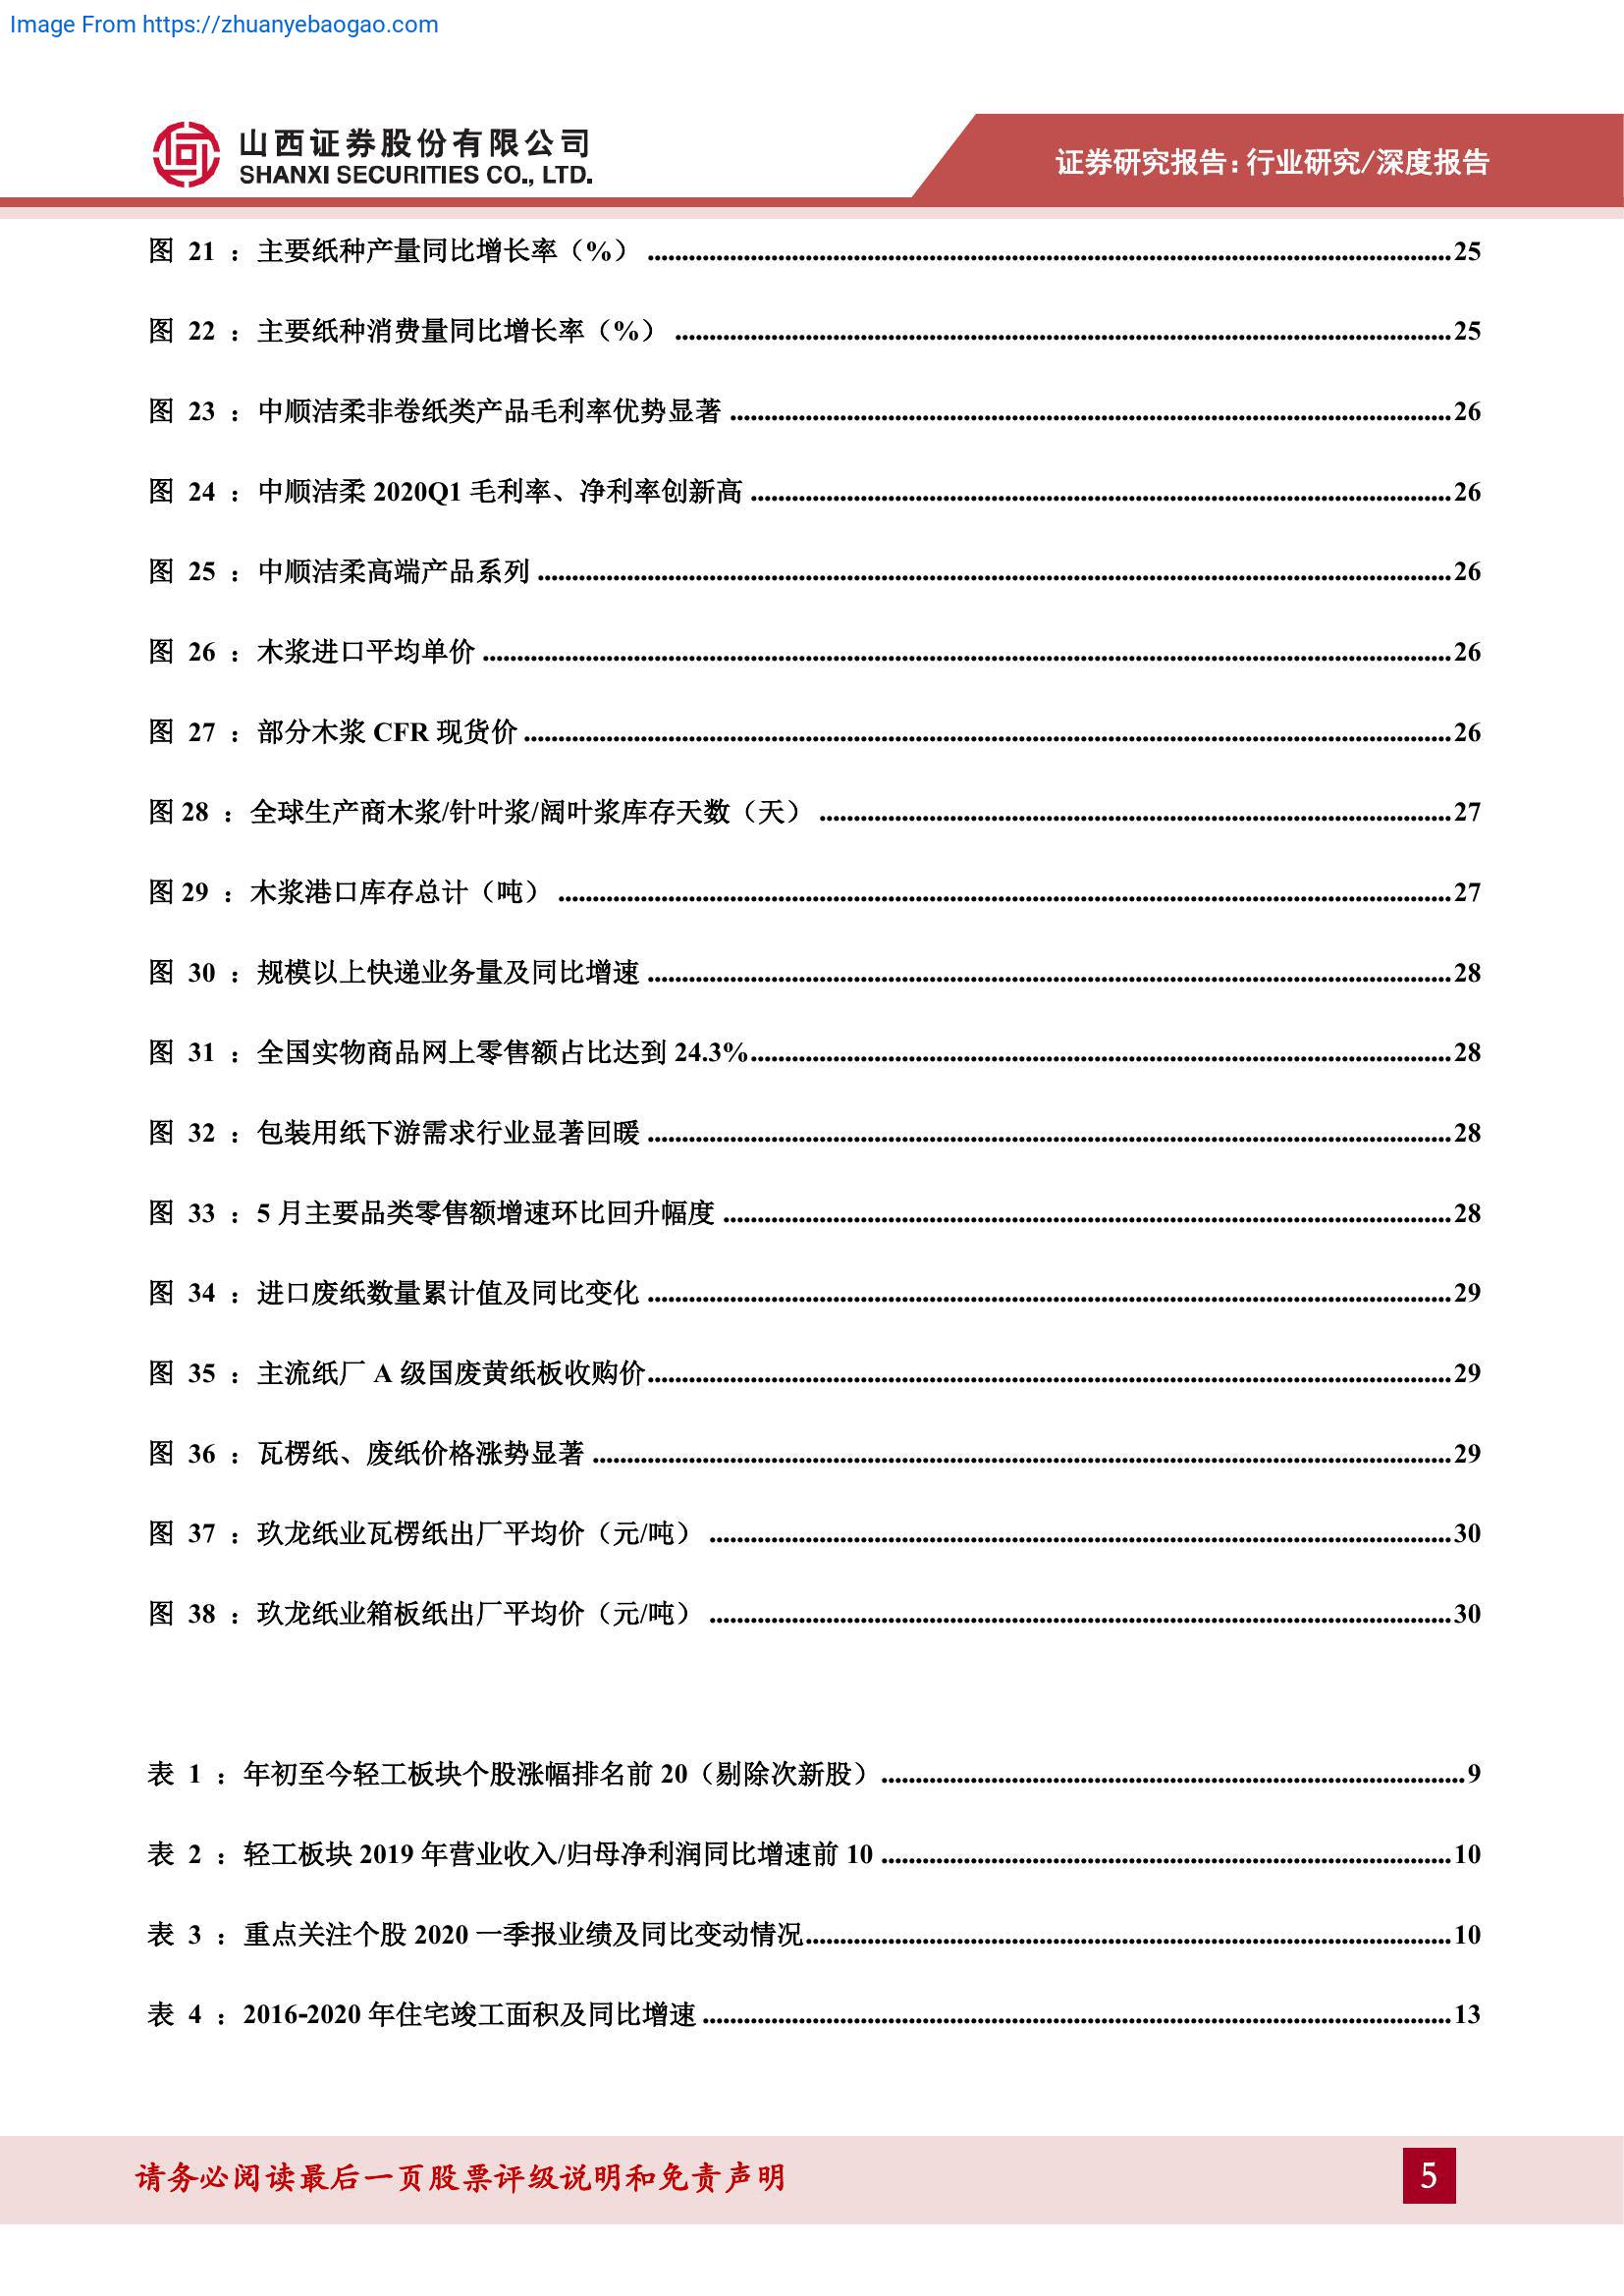 Image From https://zhuanyebaogao.com
山西证券股份有限公司
SHANXI SECURITIES CO., LTD.
证券研究报告：行业研究/深度报告
图 21 ：主要纸种产量同比增长率（%） 25
图 22 ：主要纸种消费量同比增长率（%） 25
图 23 ：中顺洁柔非卷纸类产品毛利率优势显著 26
图 24 ：中顺洁柔 2020Q1 毛利率、净利率创新高 26
图 25 ：中顺洁柔高端产品系列 26
图 26 ：木浆进口平均单价 26
图 27 ：部分木浆 CFR 现货价 26
图 28 ：全球生产商木浆/针叶浆/阔叶浆库存天数（天） 27
图 29 ：木浆港口库存总计（吨） 27
图 30 ：规模以上快递业务量及同比增速 28
图 31 ：全国实物商品网上零售额占比达到 24.3% 28
图 32 ：包装用纸下游需求行业显著回暖 28
图 33 ：5 月主要品类零售额增速环比回升幅度 28
图 34 ：进口废纸数量累计值及同比变化 29
图 35 ：主流纸厂 A 级国废黄纸板收购价 29
图 36 ：瓦楞纸、废纸价格涨势显著 29
图 37 ：玖龙纸业瓦楞纸出厂平均价（元/吨） 30
图 38 ：玖龙纸业箱板纸出厂平均价（元/吨） 30
表 1 ：年初至今轻工板块个股涨幅排名前 20（剔除次新股） 9
表 2 ：轻工板块 2019 年营业收入/归母净利润同比增速前 10 10
表 3 ：重点关注个股 2020 一季报业绩及同比变动情况 10
表 4 ：2016-2020 年住宅竣工面积及同比增速 13
请务必阅读最后一页股票评级说明和免责声明
5